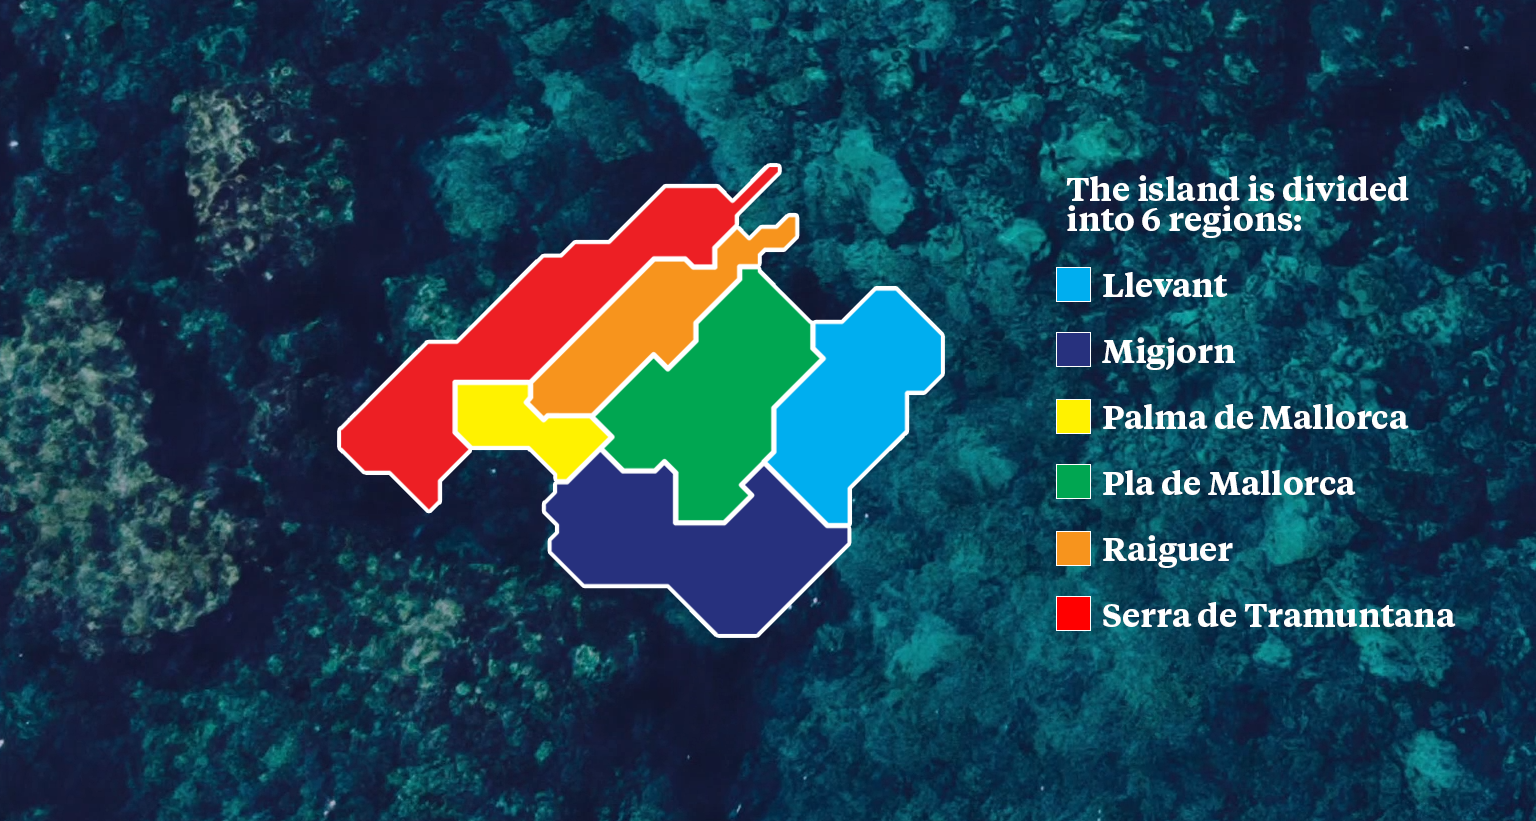 The island is divided
into 6 regions:
Llevant
Migjorn
Palma de Mallorca
Pla de Mallorca
Raiguer
Serra de Tramuntana